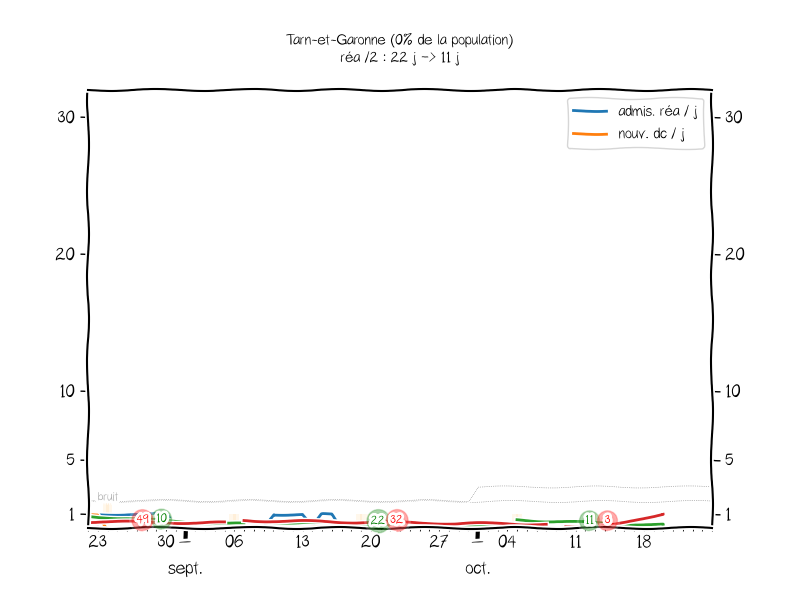 Tarn-et-Garonne (0% de la population)
réa /2 : 22 j -> 11 j
admis. réa / j
nouv. dc / j
30 30
20 20
10 10
5 5
bruit
1 49 10 22 32 11 3 1
23 30 06 13 20 27 04 11 18
sept. oct.